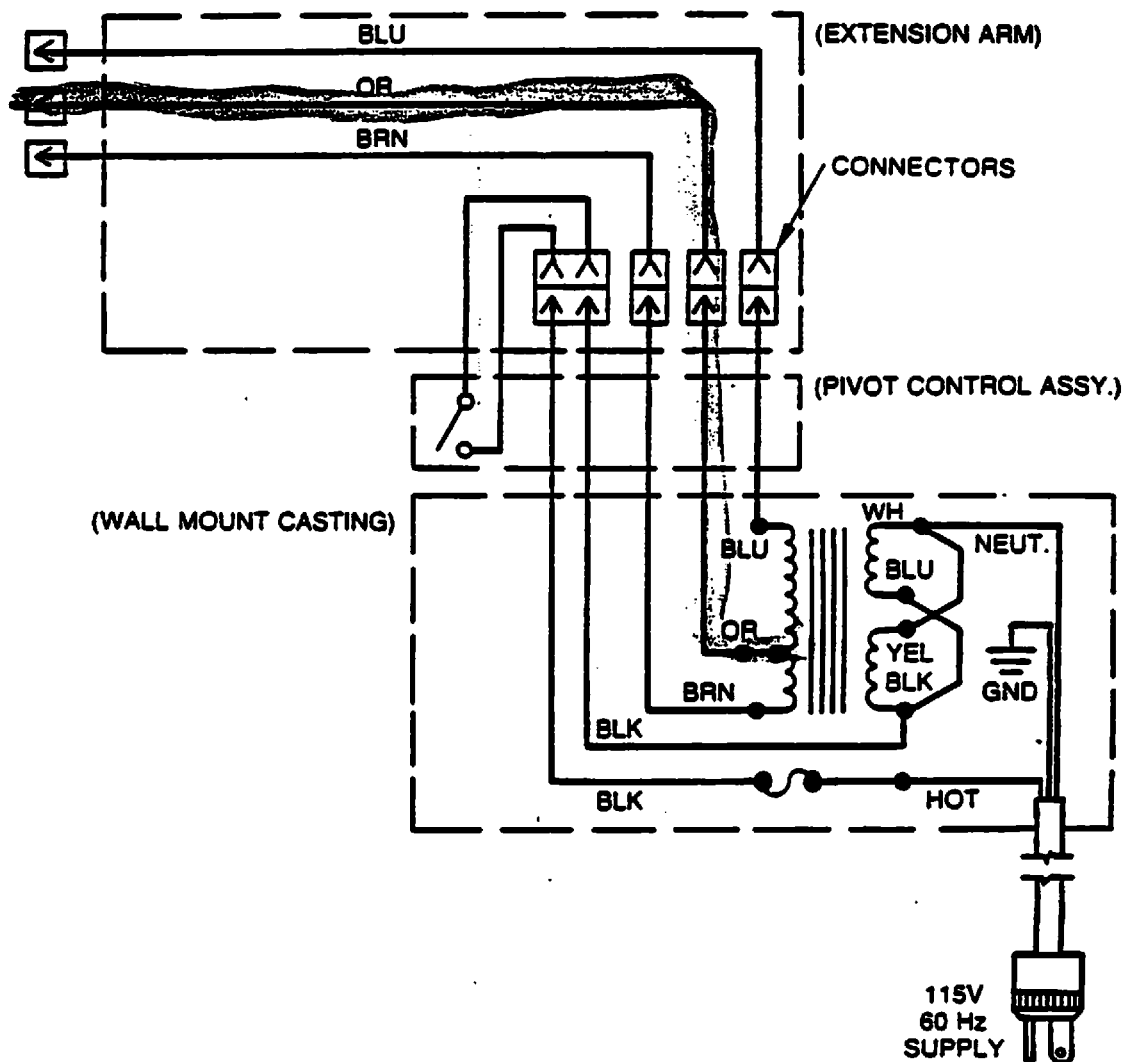 BLU
(EXTENSION ARM)
OR
BRN
CONNECTORS
(PIVOT CONTROL ASSY.)
(WALL MOUNT CASTING)
WH
BLU
NEUT.
BLU
OR
YEL
BRN
BLK
GND
BLK
BLK
HOT
115V
60 Hz
SUPPLY